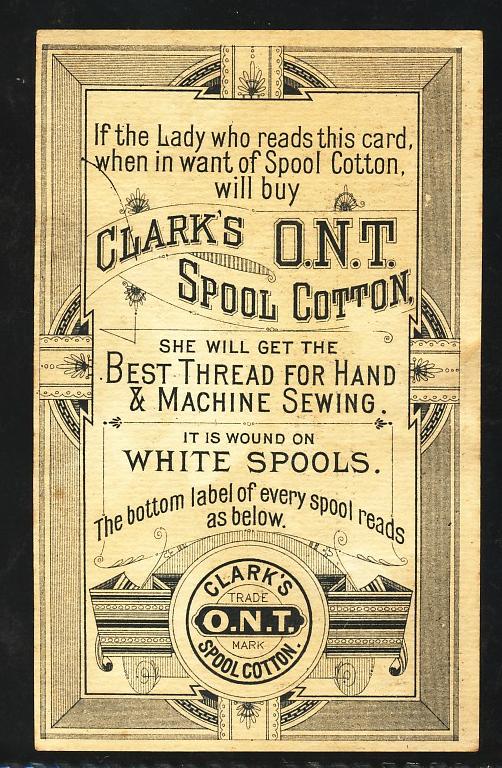 If the Lady who reads this card,
when in want of Spool Cotton,
will buy
CLARK'S O.N.T.
SPOOL COTTON,
SHE WILL GET THE
BEST THREAD FOR HAND
& MACHINE SEWING.
IT IS WOUND ON
WHITE SPOOLS.
The bottom label of every spool reads
as below.
CLARK'S
TRADE
O.N.T.
MARK
SPOOL COTTON.